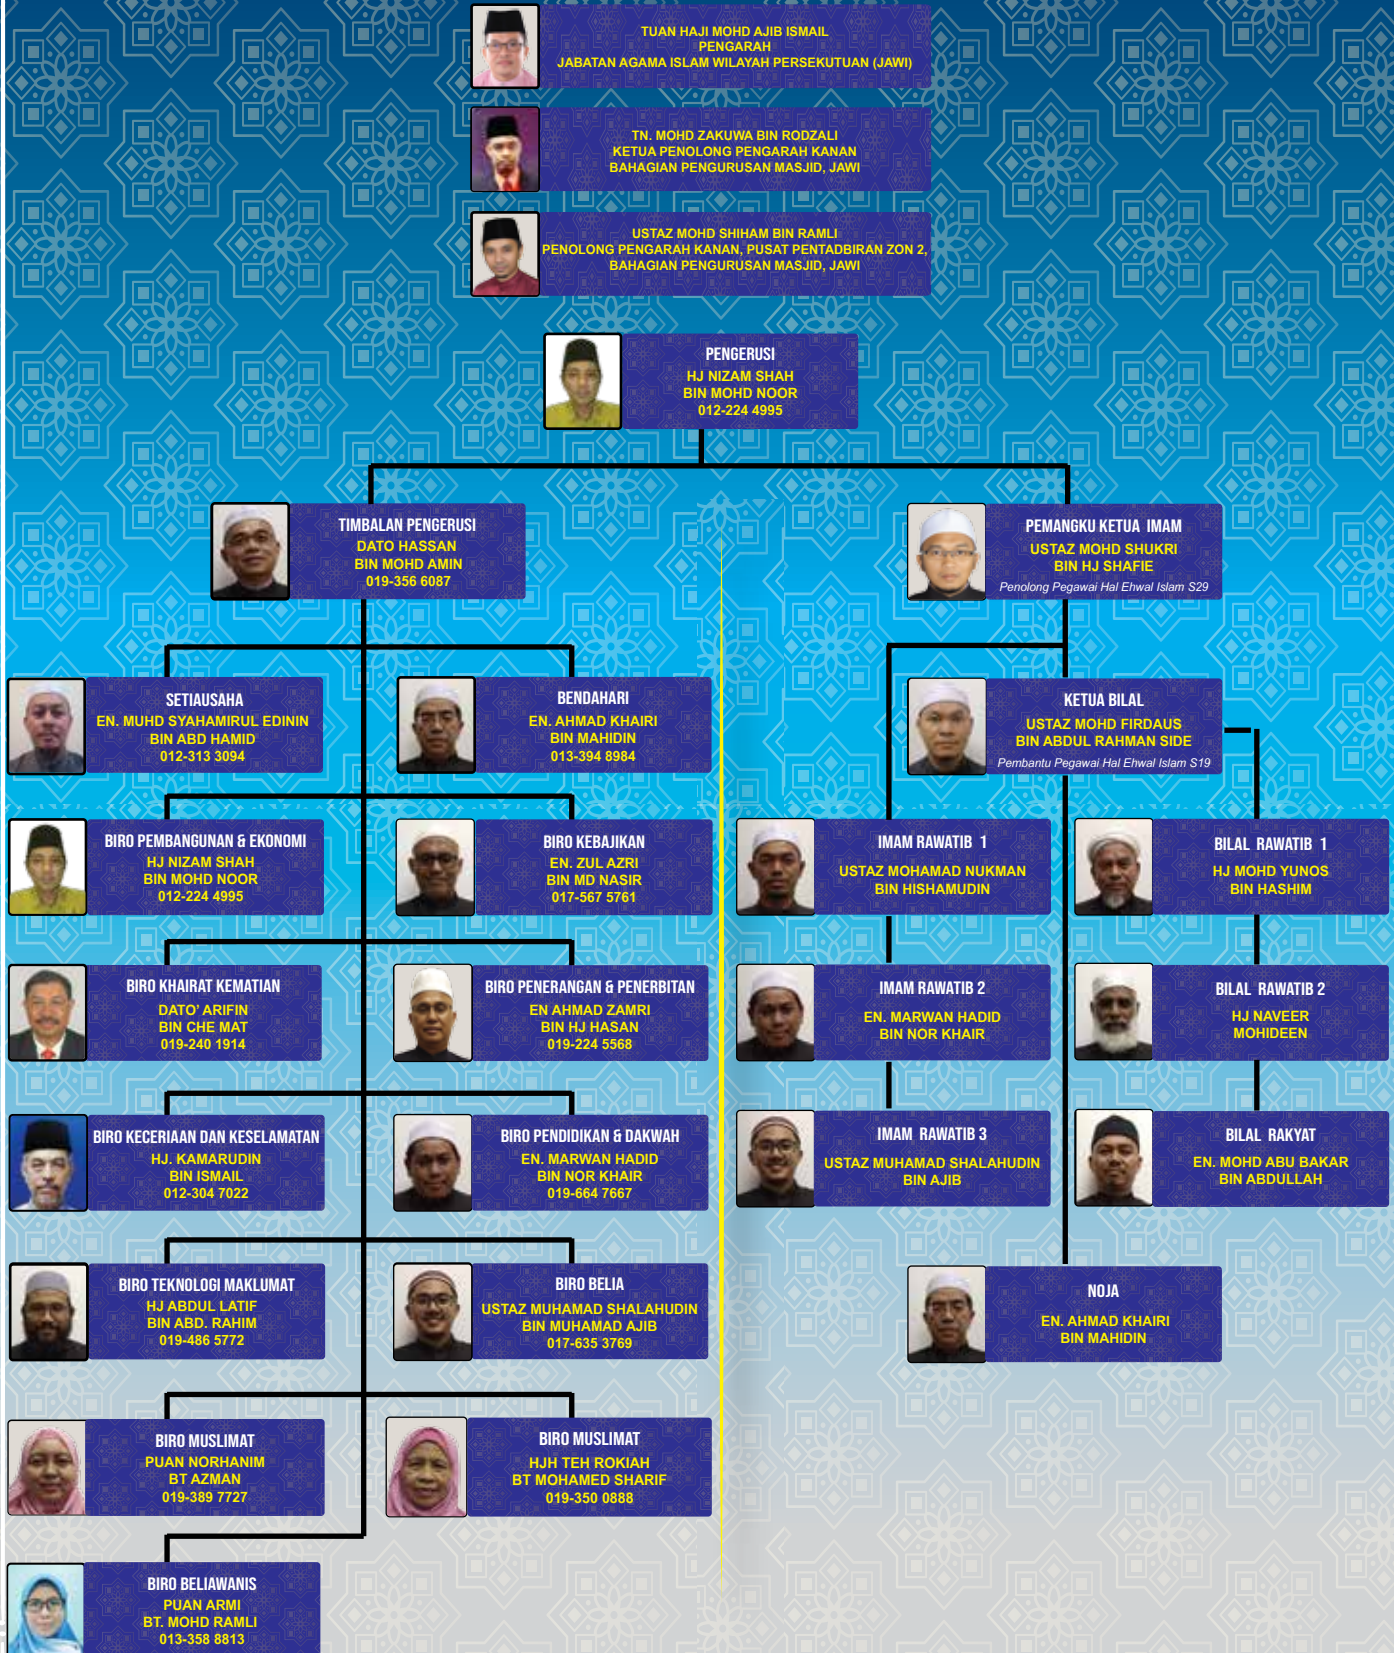 TUAN HAJI MOHD AJIB ISMAIL
PENGARAH
JABATAN AGAMA ISLAM WILAYAH PERSEKUTUAN (JAWI)
TN. MOHD ZAKUWA BIN RODZALI
KETUA PENOLONG PENGARAH KANAN
BAHAGIAN PENGURUSAN MASJID, JAWI
USTAZ MOHD SHIHAM BIN RAMLI
PENOLONG PENGARAH KANAN, PUSAT PENTADBIRAN ZON 2,
BAHAGIAN PENGURUSAN MASJID, JAWI
PENGERUSI
HJ NIZAM SHAH
BIN MOHD NOOR
012-224 4995
TIMBALAN PENGERUSI
DATO HASSAN
BIN MOHD AMIN
019-356 6087
PEMANGKU KETUA IMAM
USTAZ MOHD SHUKRI
BIN HJ SHAFIE
Penolong Pegawai Hal Ehwal Islam S29
SETIAUSAHA
EN. MUHD SYAHAMIRUL EDININ
BIN ABD HAMID
012-313 3094
BENDAHARI
EN. AHMAD KHAIRI
BIN MAHIDIN
013-394 8984
KETUA BILAL
USTAZ MOHD FIRDAUS
BIN ABDUL RAHMAN SIDE
Pembantu Pegawai Hal Ehwal Islam S19
BIRO PEMBANGUNAN & EKONOMI
HJ NIZAM SHAH
BIN MOHD NOOR
012-224 4995
BIRO KEBAJIKAN
EN. ZUL AZRI
BIN MD NASIR
017-567 5761
IMAM RAWATIB 1
USTAZ MOHAMAD NUKMAN
BIN HISHAMUDIN
BILAL RAWATIB 1
HJ MOHD YUNOS
BIN HASHIM
BIRO KHAIRAT KEMATIAN
DATO' ARIFIN
BIN CHE MAT
019-240 1914
BIRO PENERANGAN & PENERBITAN
EN AHMAD ZAMRI
BIN HJ HASAN
019-224 5568
IMAM RAWATIB 2
EN. MARWAN HADID
BIN NOR KHAIR
BILAL RAWATIB 2
HJ NAVEER
MOHIDEEN
BIRO KECERIAAN DAN KESELAMATAN
HJ. KAMARUDIN
BIN ISMAIL
012-304 7022
BIRO PENDIDIKAN & DAKWAH
EN. MARWAN HADID
BIN NOR KHAIR
019-664 7667
IMAM RAWATIB 3
USTAZ MUHAMAD SHALAHUDIN
BIN AJIB
BILAL RAKYAT
EN. MOHD ABU BAKAR
BIN ABDULLAH
BIRO TEKNOLOGI MAKLUMAT
HJ ABDUL LATIF
BIN ABD. RAHIM
019-486 5772
BIRO BELIA
USTAZ MUHAMAD SHALAHUDIN
BIN MUHAMAD AJIB
017-635 3769
NOJA
EN. AHMAD KHAIRI
BIN MAHIDIN
BIRO MUSLIMAT
PUAN NORHANIM
BT AZMAN
019-389 7727
BIRO MUSLIMAT
HJH TEH ROKIAH
BT MOHAMED SHARIF
019-350 0888
BIRO BELIAWANIS
PUAN ARMI
BT. MOHD RAMLI
013-358 8813